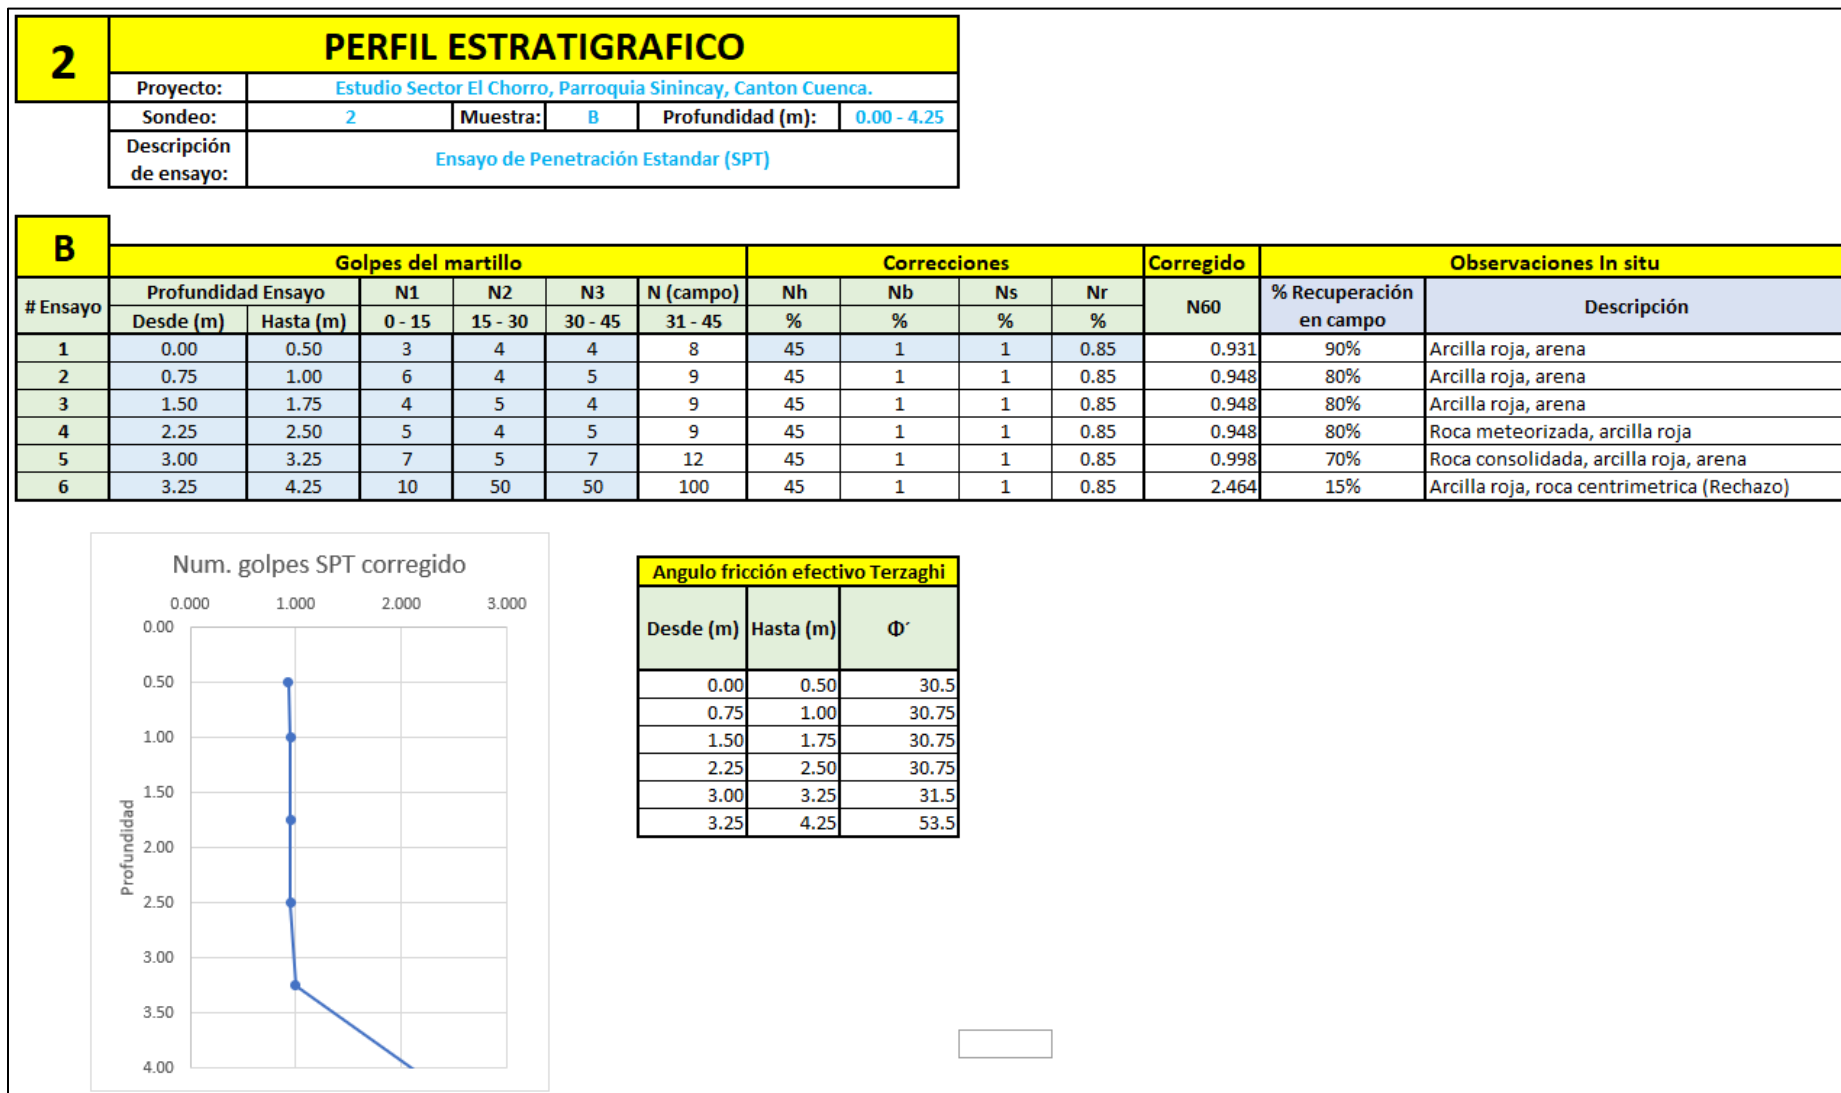 2
PERFIL ESTRATIGRAFICO
Proyecto: Estudio Sector El Chorro, Parroquia Sinincay, Canton Cuenca.
Sondeo: 2 Muestra: B Profundidad (m): 0.00 - 4.25
Descripción de ensayo: Ensayo de Penetración Estandar (SPT)
B
Golpes del martillo Correcciones Corregido Observaciones In situ
# Ensayo Profundidad Ensayo N1 N2 N3 N (campo) Nh Nb Ns Nr N60 % Recuperación en campo Descripción
Desde (m) Hasta (m) 0 - 15 15 - 30 30 - 45 31 - 45 % % % %
1 0.00 0.50 3 4 4 8 45 1 1 0.85 0.931 90% Arcilla roja, arena
2 0.75 1.00 6 4 5 9 45 1 1 0.85 0.948 80% Arcilla roja, arena
3 1.50 1.75 4 5 4 9 45 1 1 0.85 0.948 80% Arcilla roja, arena
4 2.25 2.50 5 4 5 9 45 1 1 0.85 0.948 80% Roca meteorizada, arcilla roja
5 3.00 3.25 7 5 7 12 45 1 1 0.85 0.998 70% Roca consolidada, arcilla roja, arena
6 3.25 4.25 10 50 50 100 45 1 1 0.85 2.464 15% Arcilla roja, roca centrimetrica (Rechazo)
Num. golpes SPT corregido
0.000 1.000 2.000 3.000
0.00
0.50
1.00
1.50
2.00
2.50
3.00
3.50
4.00
Profundidad
Angulo fricción efectivo Terzaghi
Desde (m) Hasta (m) Φ´
0.00 0.50 30.5
0.75 1.00 30.75
1.50 1.75 30.75
2.25 2.50 30.75
3.00 3.25 31.5
3.25 4.25 53.5